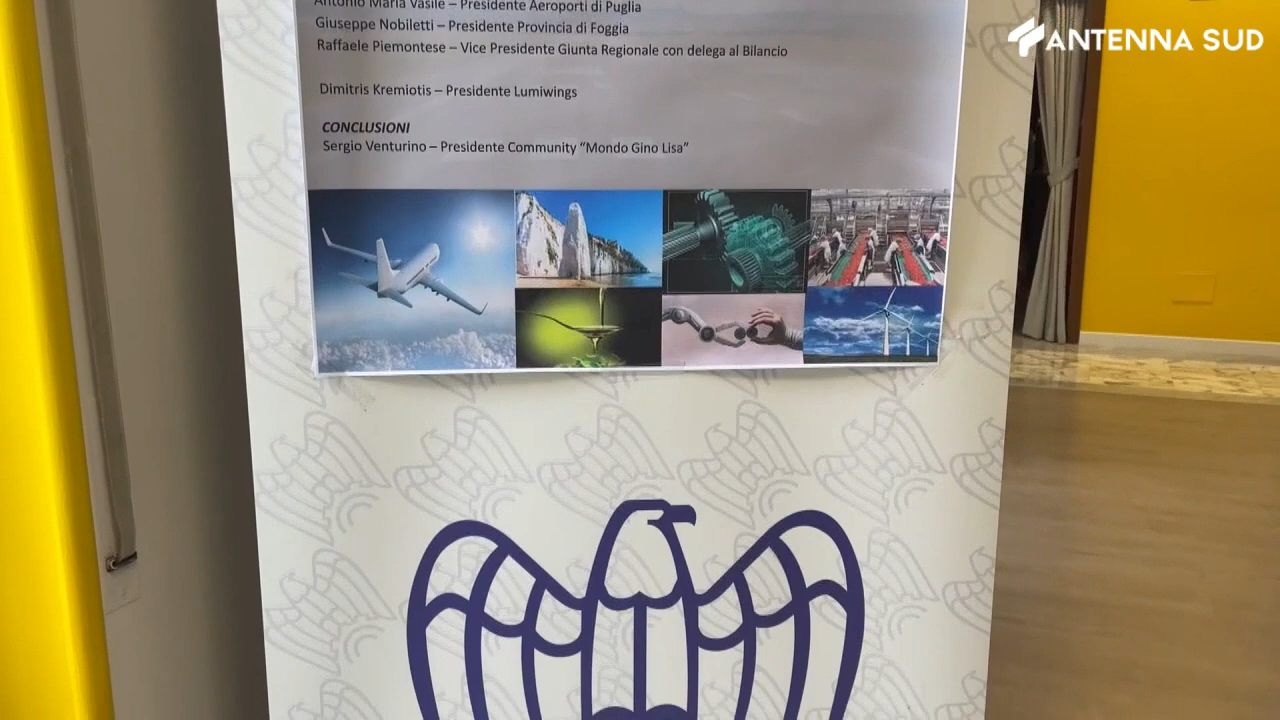 Antonio Maria Vasile – Presidente Aeroporti di Puglia
Giuseppe Nobiletti – Presidente Provincia di Foggia
Raffaele Piemontese – Vice Presidente Giunta Regionale con delega al Bilancio
Dimitris Kremiotis – Presidente Lumiwings
CONCLUSIONI
Sergio Venturino – Presidente Community “Mondo Gino Lisa”
ANTENNA SUD